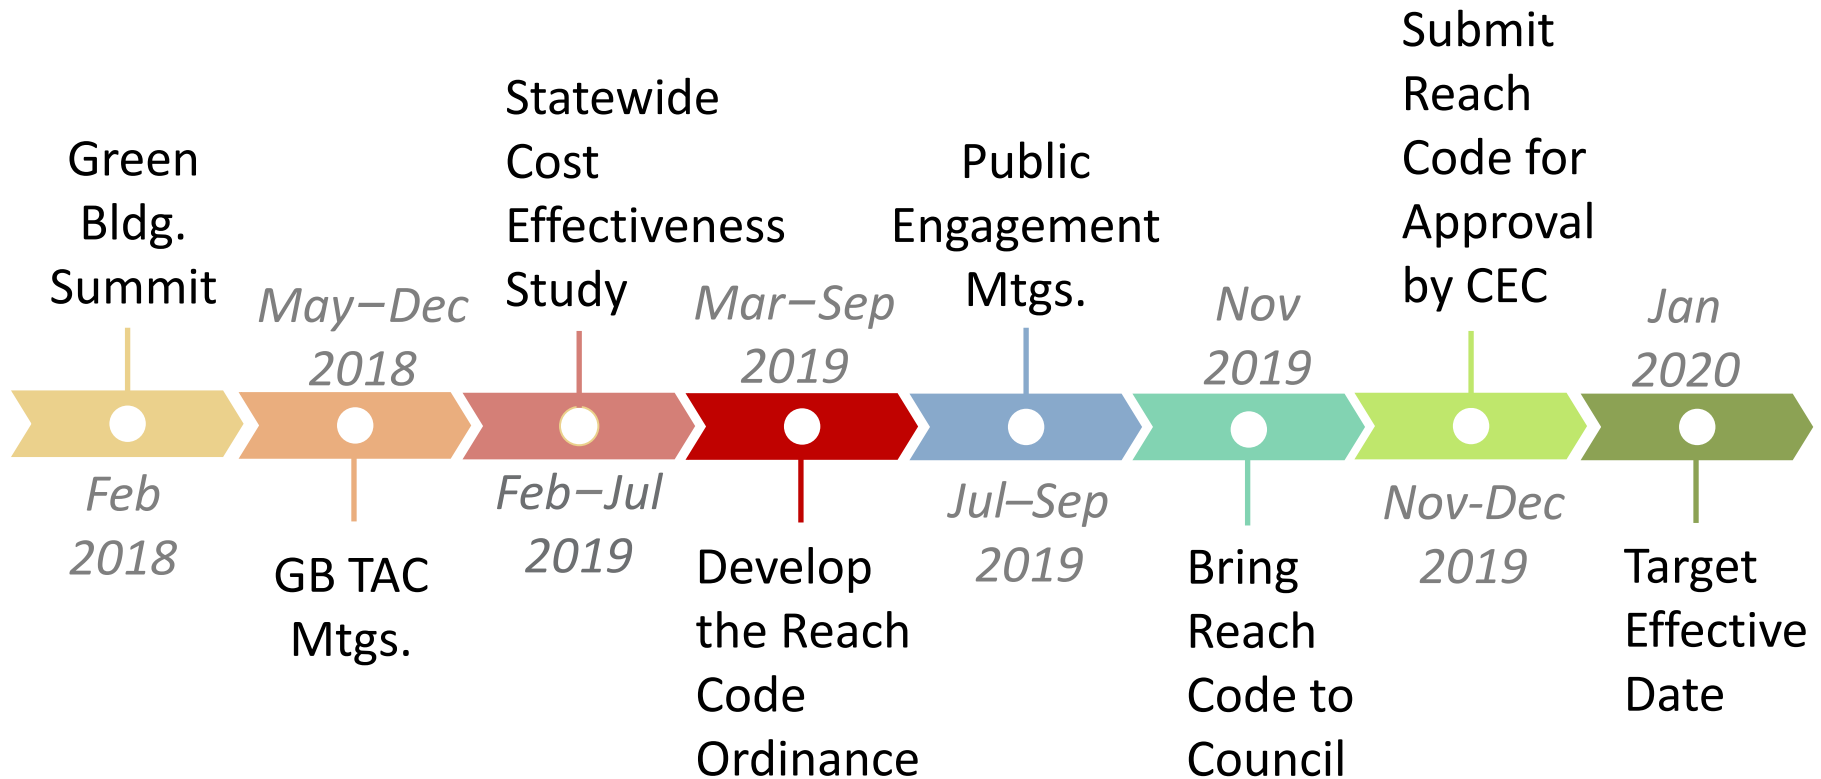 Green
Bldg.
Summit
Feb
2018
May–Dec
2018
GB TAC
Mtgs.
Statewide
Cost
Effectiveness
Study
Feb–Jul
2019
Mar–Sep
2019
Develop
the Reach
Code
Ordinance
Public
Engagement
Mtgs.
Jul–Sep
2019
Nov
2019
Bring
Reach
Code to
Council
Submit
Reach
Code for
Approval
by CEC
Nov-Dec
2019
Jan
2020
Target
Effective
Date